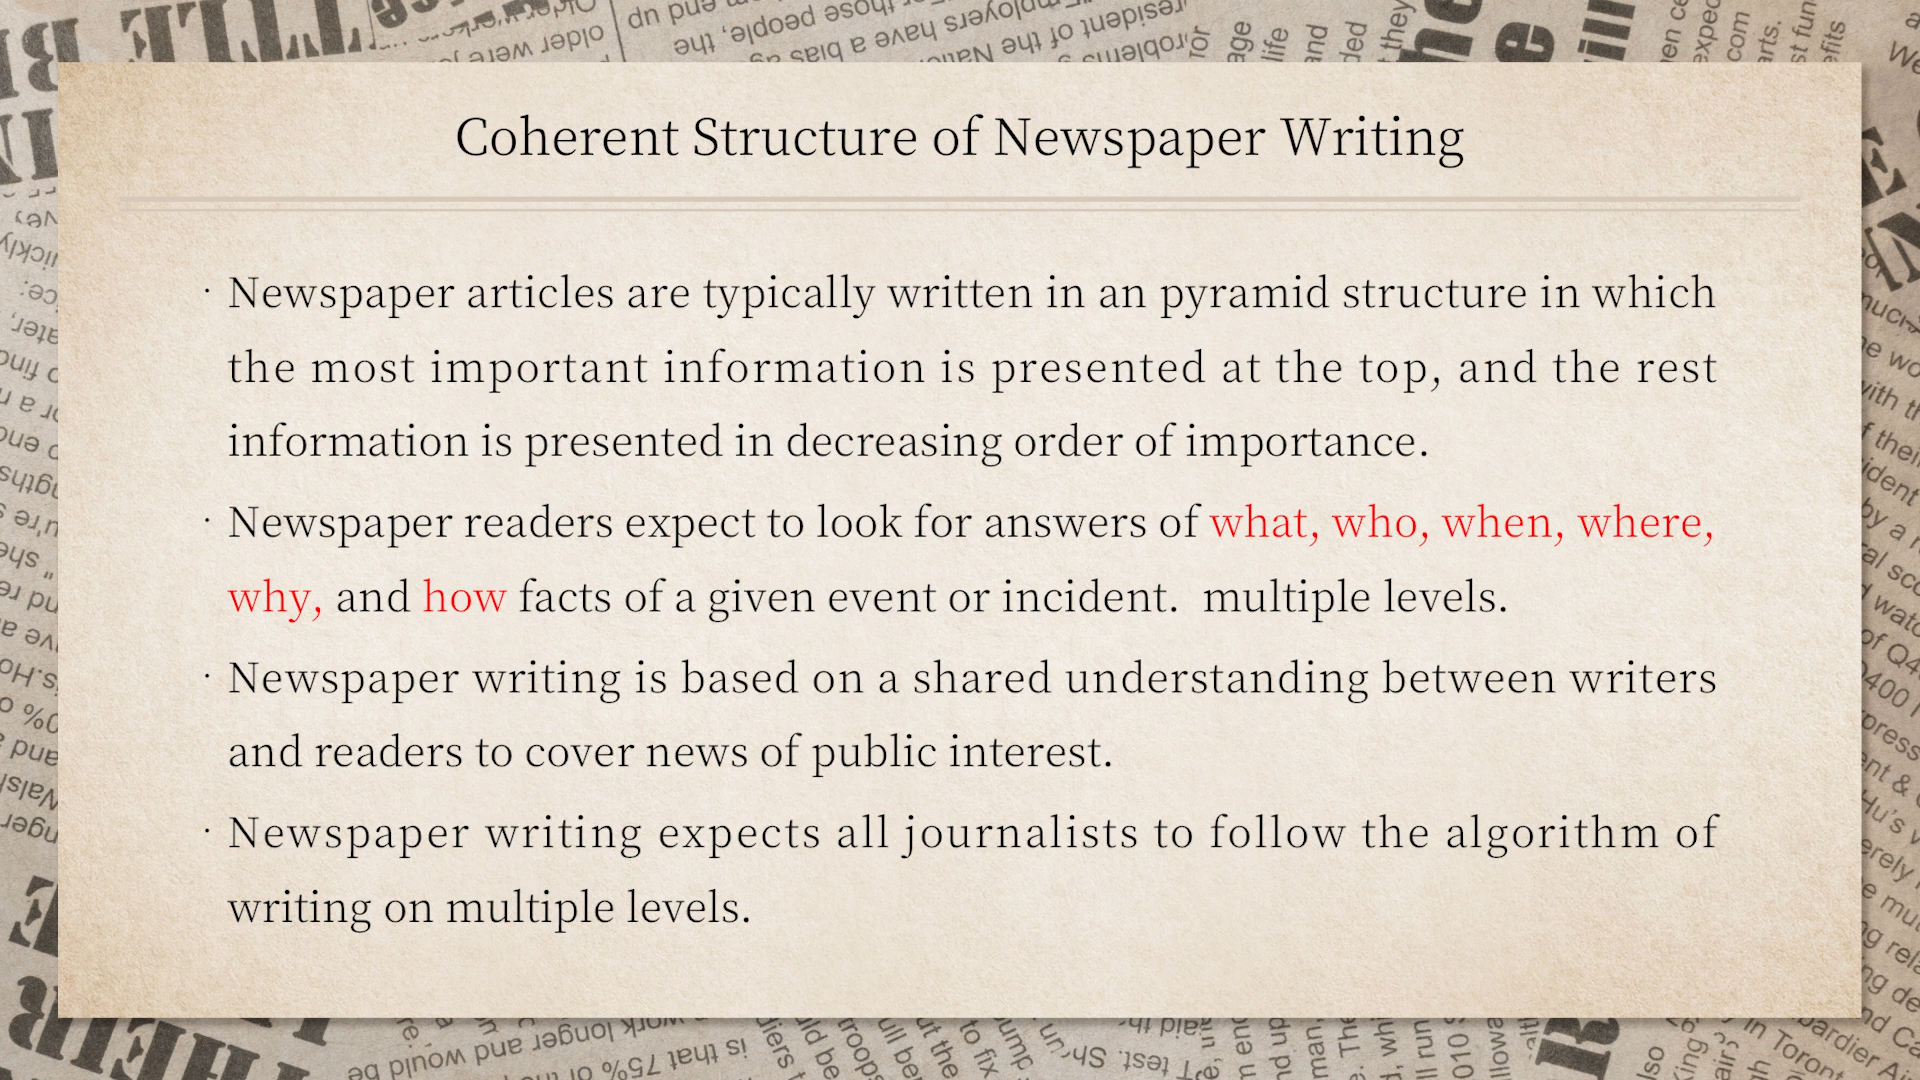 Coherent Structure of Newspaper Writing
· Newspaper articles are typically written in an pyramid structure in which
the most important information is presented at the top, and the rest
information is presented in decreasing order of importance.
· Newspaper readers expect to look for answers of what, who, when, where,
why, and how facts of a given event or incident.  multiple levels.
· Newspaper writing is based on a shared understanding between writers
and readers to cover news of public interest.
· Newspaper writing expects all journalists to follow the algorithm of
writing on multiple levels.